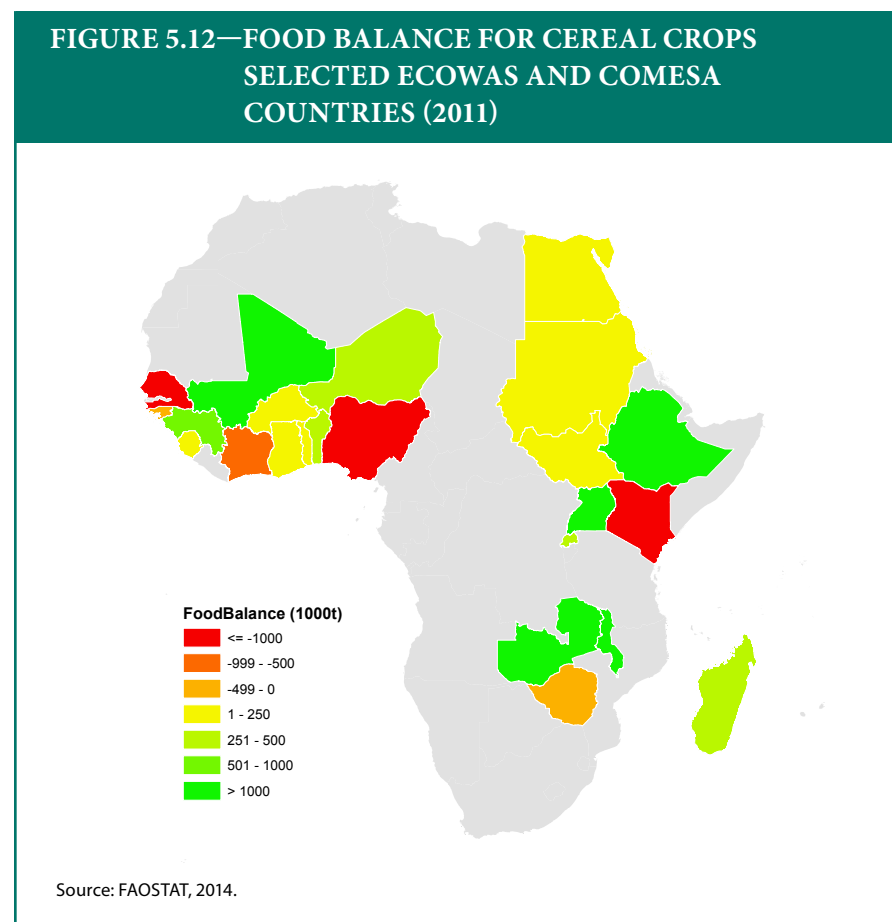 FIGURE 5.12—FOOD BALANCE FOR CEREAL CROPS
SELECTED ECOWAS AND COMESA
COUNTRIES (2011)
FoodBalance (1000t)
<= -1000
-999 - -500
-499 - 0
1 - 250
251 - 500
501 - 1000
> 1000
Source: FAOSTAT, 2014.